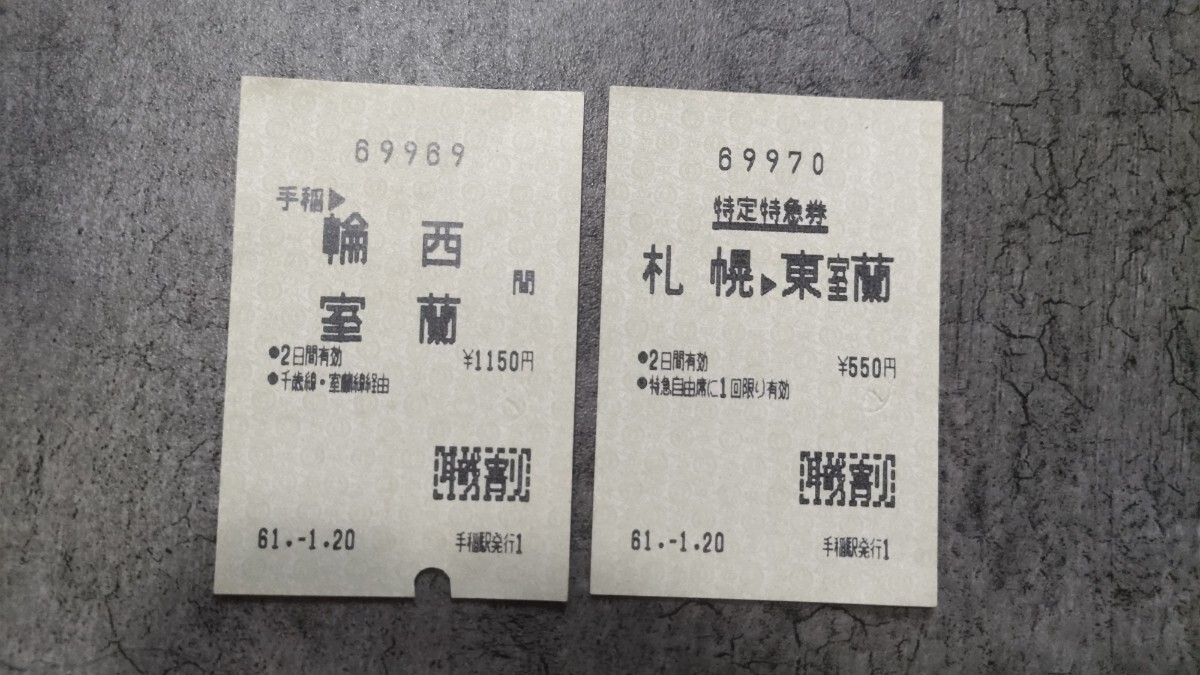 69969
手稲▶
輪西
間
室蘭
●2日間有効
¥1150円
●千歳線・室蘭線経由
職割
61.-1.20
手稲駅発行1
69970
特定特急券
札幌▶東室蘭
●2日間有効
¥550円
●特急自由席に1回限り有効
職割
61.-1.20
手稲駅発行1